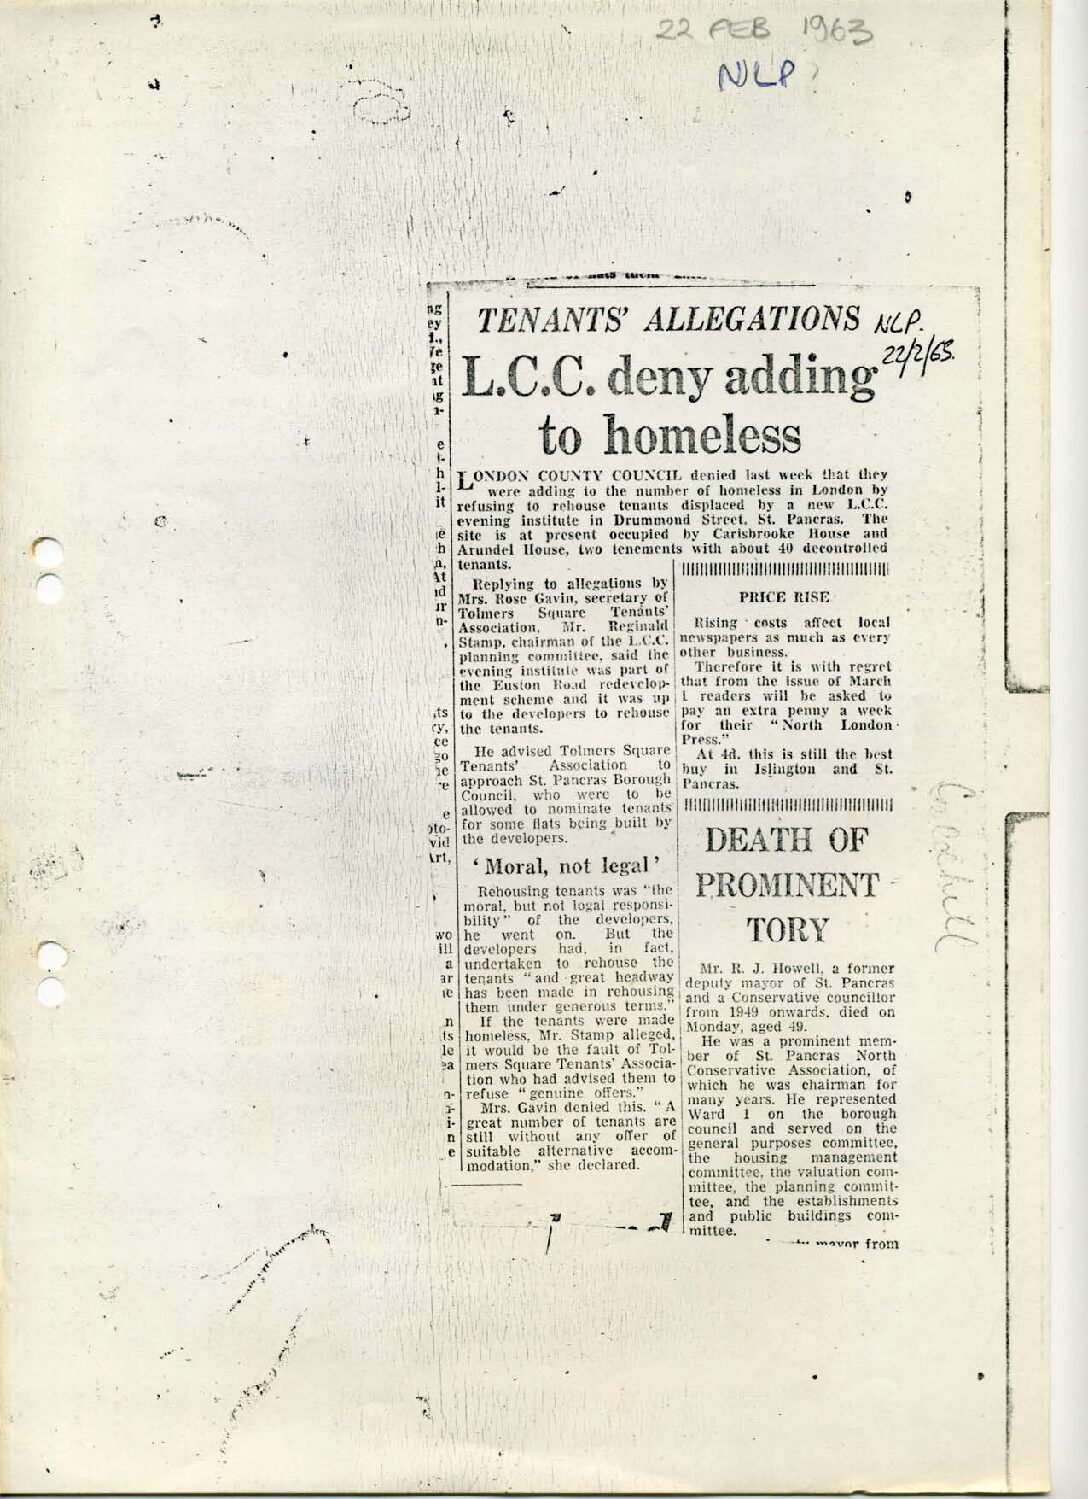 22 FEB 1963
NLP?
TENANTS' ALLEGATIONS
NLP.
22/2/63.
L.C.C. deny adding
to homeless
LONDON COUNTY COUNCIL denied last week that they
were adding to the number of homeless in London by
refusing to rehouse tenants displaced by a new L.C.C.
evening institute in Drummond Street, St. Pancras. The
site is at present occupied by Carisbrooke House and
Arundel House, two tenements with about 40 decontrolled
tenants.
Replying to allegations by
Mrs. Rose Gavin, secretary of
Tolmers Square Tenants'
Association, Mr. Reginald
Stamp, chairman of the L.C.C.
planning committee, said the
evening institute was part of
the Euston Road redevelop-
ment scheme and it was up
to the developers to rehouse
the tenants.
He advised Tolmers Square
Tenants' Association to
approach St. Pancras Borough
Council, who were to be
allowed to nominate tenants
for some flats being built by
the developers.
'Moral, not legal'
Rehousing tenants was "the
moral, but not legal responsi-
bility" of the developers,
he went on. But the
developers had, in fact,
undertaken to rehouse the
tenants "and great headway
has been made in rehousing
them under generous terms."
If the tenants were made
homeless, Mr. Stamp alleged,
it would be the fault of Tol-
mers Square Tenants' Associa-
tion who had advised them to
refuse "genuine offers."
Mrs. Gavin denied this. "A
great number of tenants are
still without any offer of
suitable alternative accom-
modation," she declared.
PRICE RISE
Rising costs affect local
newspapers as much as every
other business.
Therefore it is with regret
that from the issue of March
1 readers will be asked to
pay an extra penny a week
for their "North London
Press."
At 4d. this is still the best
buy in Islington and St.
Pancras.
DEATH OF
PROMINENT
TORY
Mr. R. J. Howell, a former
deputy mayor of St. Pancras
and a Conservative councillor
from 1949 onwards, died on
Monday, aged 49.
He was a prominent mem-
ber of St. Pancras North
Conservative Association, of
which he was chairman for
many years. He represented
Ward 1 on the borough
council and served on the
general purposes committee,
the housing management
committee, the valuation com-
mittee, the planning commit-
tee, and the establishments
and public buildings com-
mittee.
mayor from